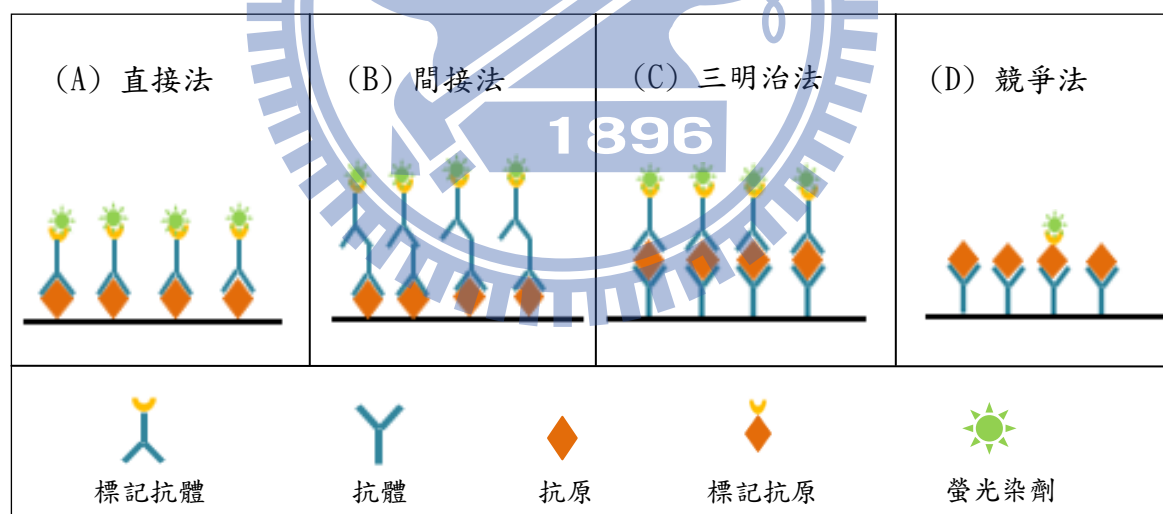 (A) 直接法
(B) 間接法
(C) 三明治法
(D) 競爭法
1896
標記抗體
抗體
抗原
標記抗原
螢光染劑